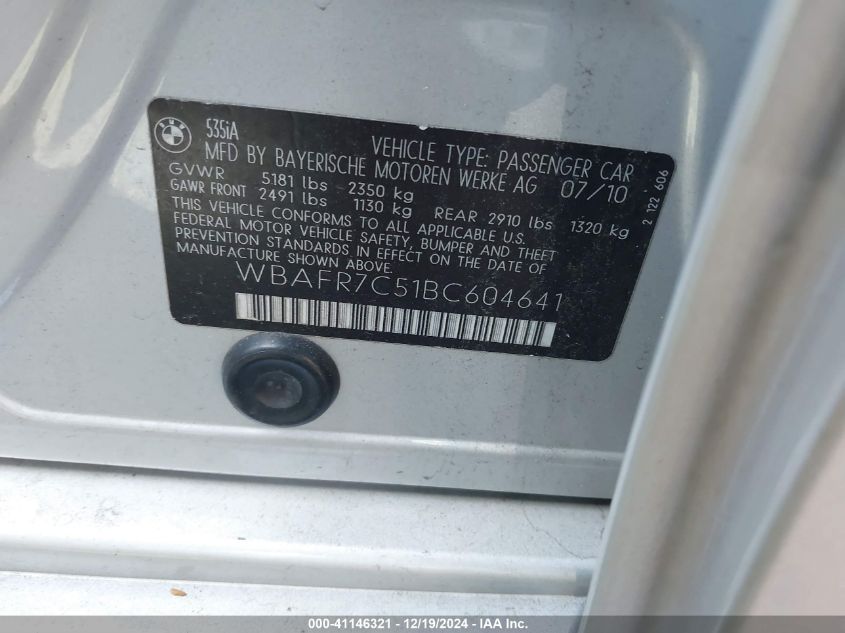 BMW
535iA
VEHICLE TYPE: PASSENGER CAR
MFD BY BAYERISCHE MOTOREN WERKE AG 07/10
GVWR 5181 lbs 2350 kg
GAWR FRONT 2491 lbs 1130 kg REAR 2910 lbs 1320 kg
THIS VEHICLE CONFORMS TO ALL APPLICABLE U.S.
FEDERAL MOTOR VEHICLE SAFETY, BUMPER AND THEFT
PREVENTION STANDARDS IN EFFECT ON THE DATE OF
MANUFACTURE SHOWN ABOVE.
WBAFR7C51BC604641
2 122 606
000-41146321 - 12/19/2024 - IAA Inc.